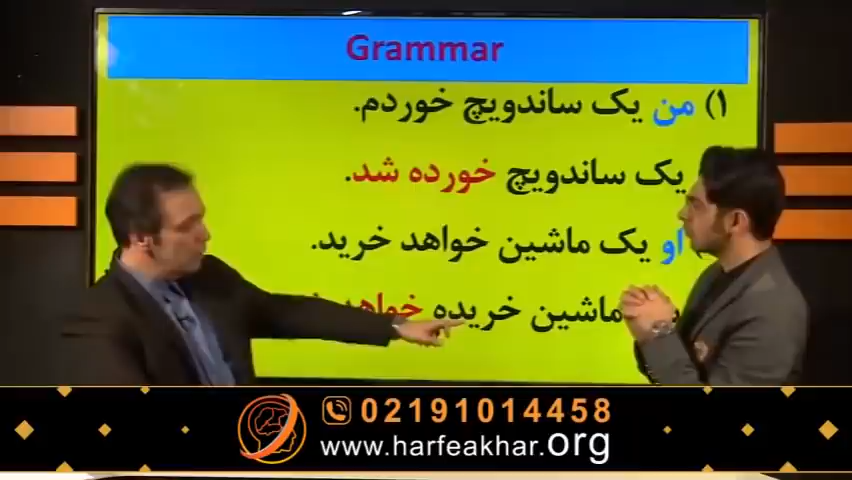 Grammar
۱) من یک ساندویچ خوردم.
یک ساندویچ خورده شد.
او یک ماشین خواهد خرید.
ماشین خریده خواهد
02191014458
www.harfeakhar.org